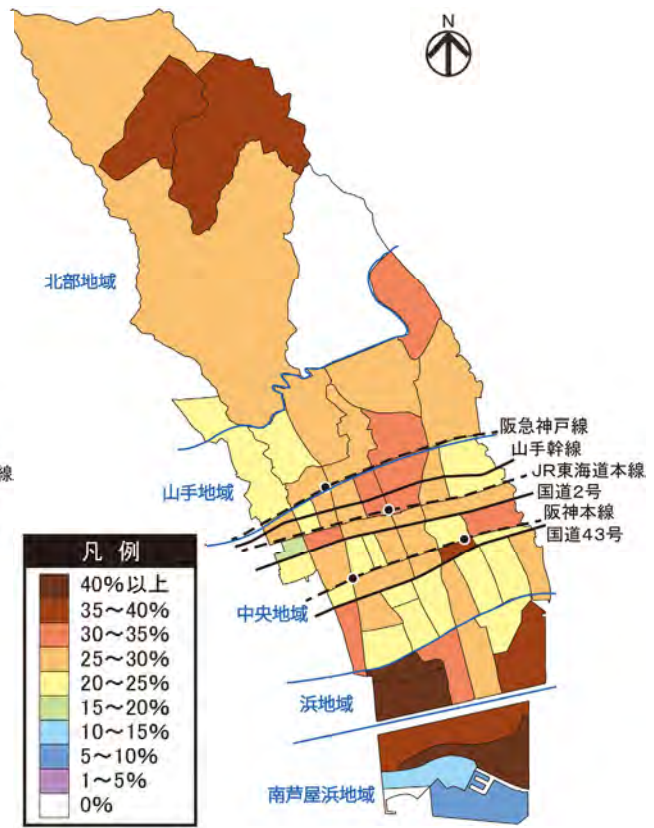 N
北部地域
阪急神戸線
山手幹線
JR東海道本線
線
山手地域
国道2号
阪神本線
国道43号
凡例
40%以上
35～40%
30～35%
25～30%
20～25%
15～20%
10～15%
5～10%
1～5%
0%
中央地域
浜地域
南芦屋浜地域